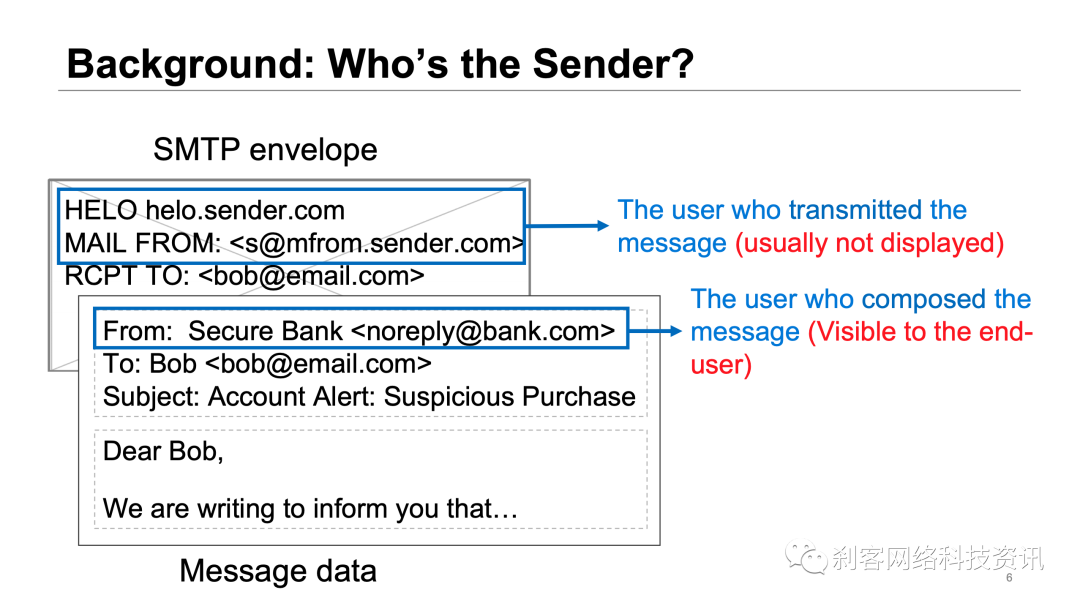 Background: Who's the Sender?
SMTP envelope
HELO helo.sender.com
MAIL FROM: <s@mfrom.sender.com>
RCPT TO: <bob@email.com>
The user who transmitted the
message (usually not displayed)
From:  Secure Bank <noreply@bank.com>
To: Bob <bob@email.com>
Subject: Account Alert: Suspicious Purchase
The user who composed the
message (Visible to the end-
user)
Dear Bob,
We are writing to inform you that…
Message data
刹客网络科技资讯
6